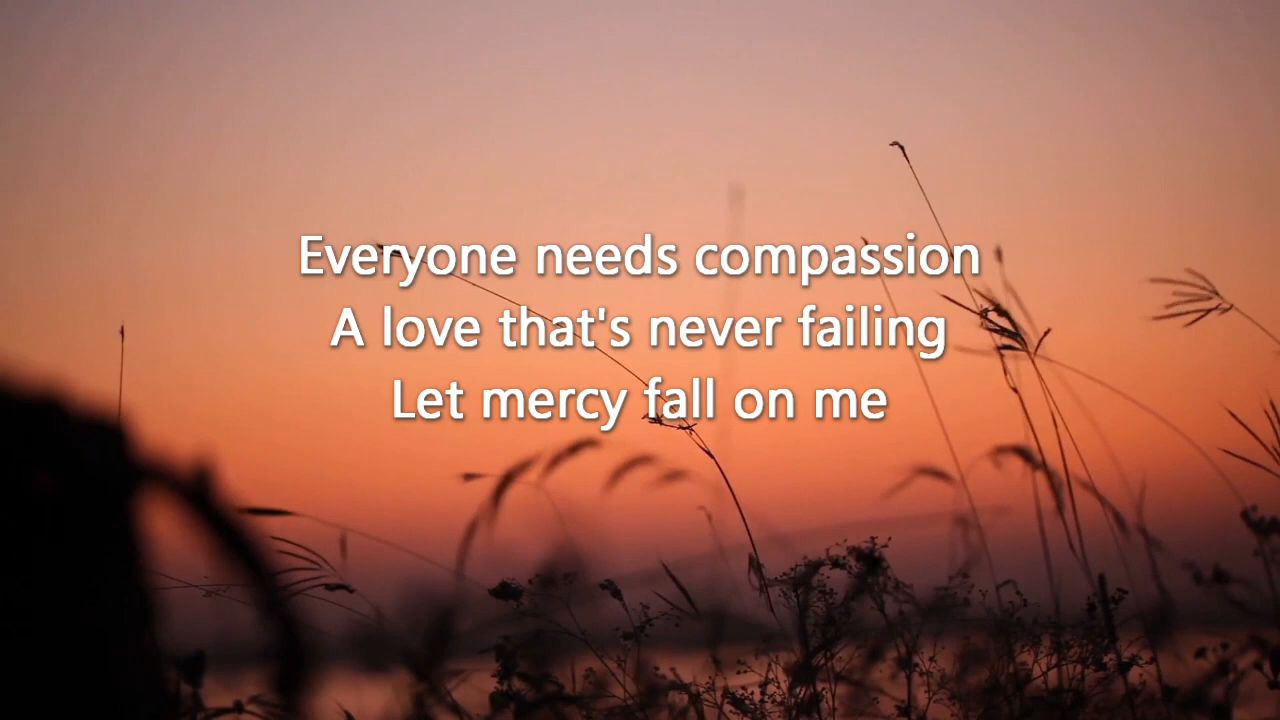 Everyone needs compassion
A love that's never failing
Let mercy fall on me